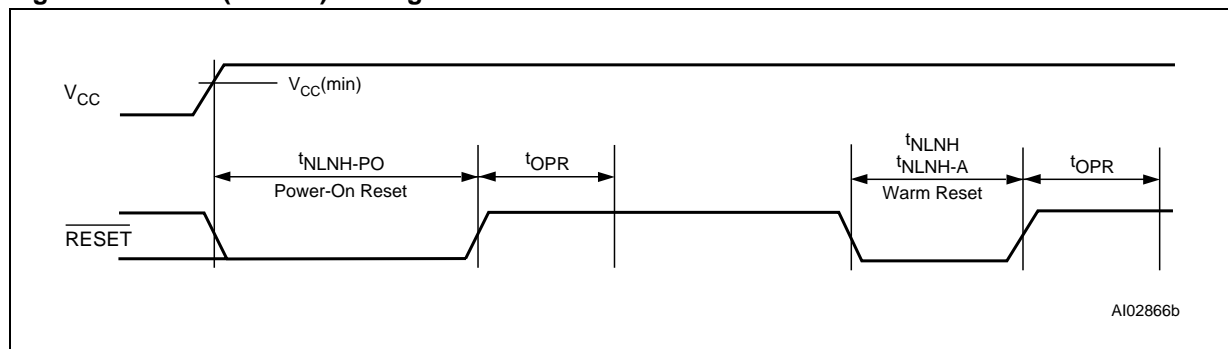 V_CC
V_CC(min)
t_NLNH-PO
Power-On Reset
t_OPR
t_NLNH
t_NLNH-A
Warm Reset
t_OPR
RESET
AI02866b